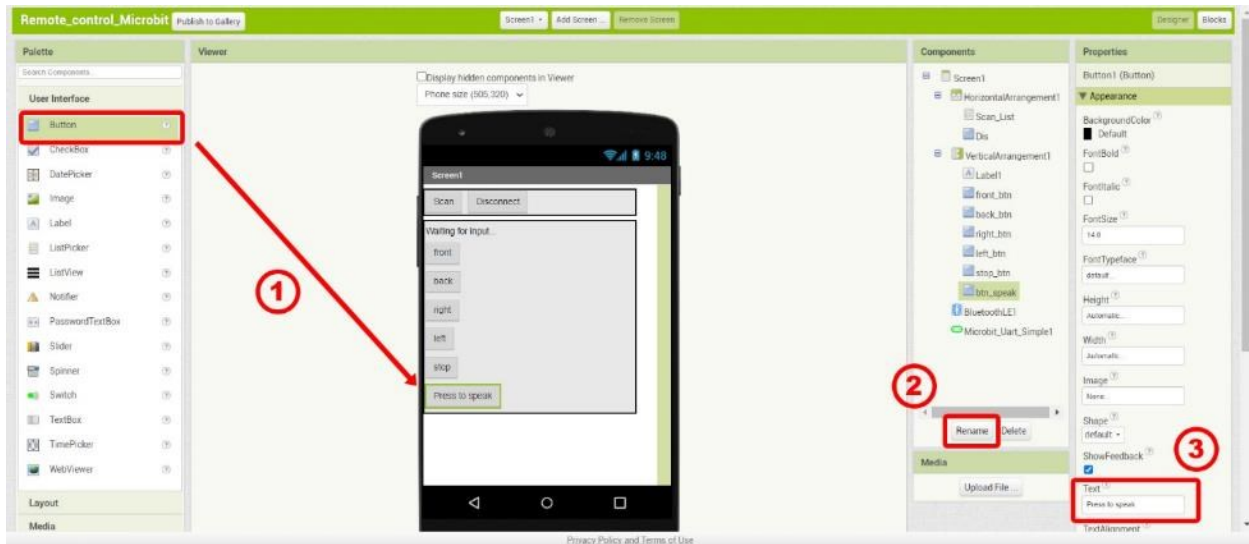 Remote_control_Microbit Publish to Gallery Screen1 Add Screen ... Remove Screen Designer Blocks
Palette
Search Components...
User Interface
Button
CheckBox
DatePicker
Image
Label
ListPicker
ListView
Notifier
PasswordTextBox
Slider
Spinner
Switch
TextBox
TimePicker
WebViewer
Layout
Media
Viewer
Display hidden components in Viewer
Phone size (505,320)
9:48
Screen1
Scan Disconnect
Waiting for input...
front
back
right
left
stop
Press to speak
1
Components
Screen1
HorizontalArrangement1
Scan_List
Dis
VerticalArrangement1
Label1
front_btn
back_btn
right_btn
left_btn
stop_btn
btn_speak
BluetoothLE1
Microbit_Uart_Simple1
2
Rename Delete
Media
Upload File ...
Properties
Button1 (Button)
Appearance
BackgroundColor
Default
FontBold
FontItalic
FontSize
14.0
FontTypeface
default
Height
Automatic...
Width
Automatic...
Image
None...
Shape
default
ShowFeedback
3
Text
Press to speak
TextAlignment
Privacy Policy and Terms of Use